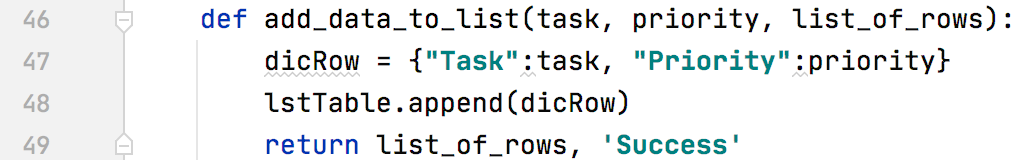 46 def add_data_to_list(task, priority, list_of_rows):
47     dicRow = {"Task":task, "Priority":priority}
48     lstTable.append(dicRow)
49     return list_of_rows, 'Success'